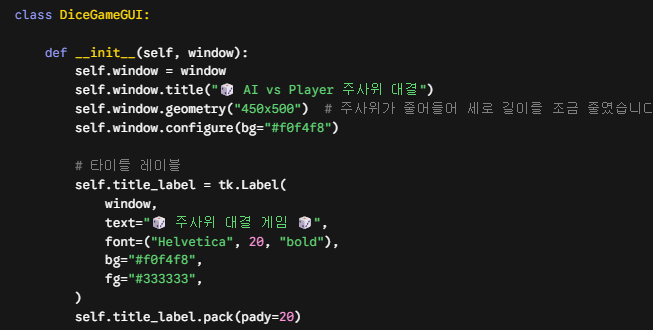 class DiceGameGUI:
def __init__(self, window):
self.window = window
self.window.title("🎲 AI vs Player 주사위 대결")
self.window.geometry("450x500")  # 주사위가 줄어들어 세로 길이를 조금 줄였습니다
self.window.configure(bg="#f0f4f8")
# 타이틀 레이블
self.title_label = tk.Label(
window,
text="🎲 주사위 대결 게임 🎲",
font=("Helvetica", 20, "bold"),
bg="#f0f4f8",
fg="#333333",
)
self.title_label.pack(pady=20)